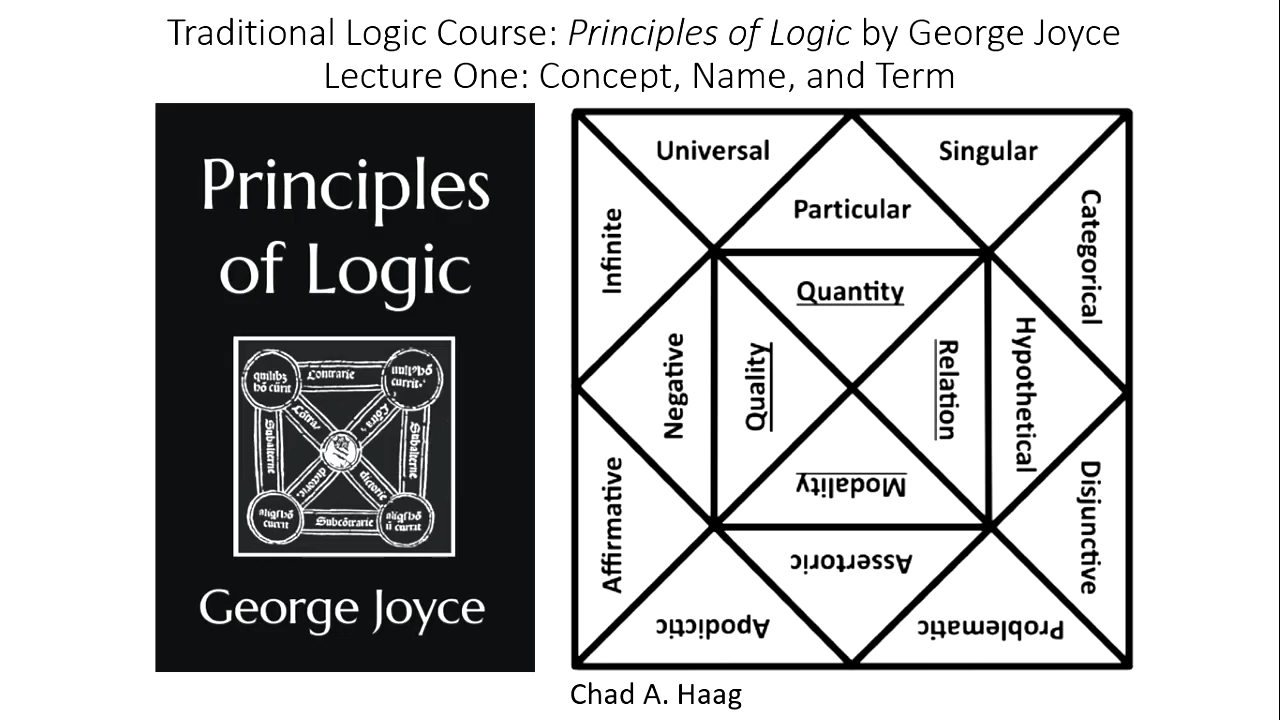 Traditional Logic Course: Principles of Logic by George Joyce
Lecture One: Concept, Name, and Term
Principles
of Logic
Contrarie
Subalterne
Subalterne
Subcõtrarie
George Joyce
Universal
Singular
Particular
Infinite
Categorical
Quantity
Negative
Quality
Relation
Hypothetical
Modality
Affirmative
Disjunctive
Assertoric
Apodictic
Problematic
Chad A. Haag